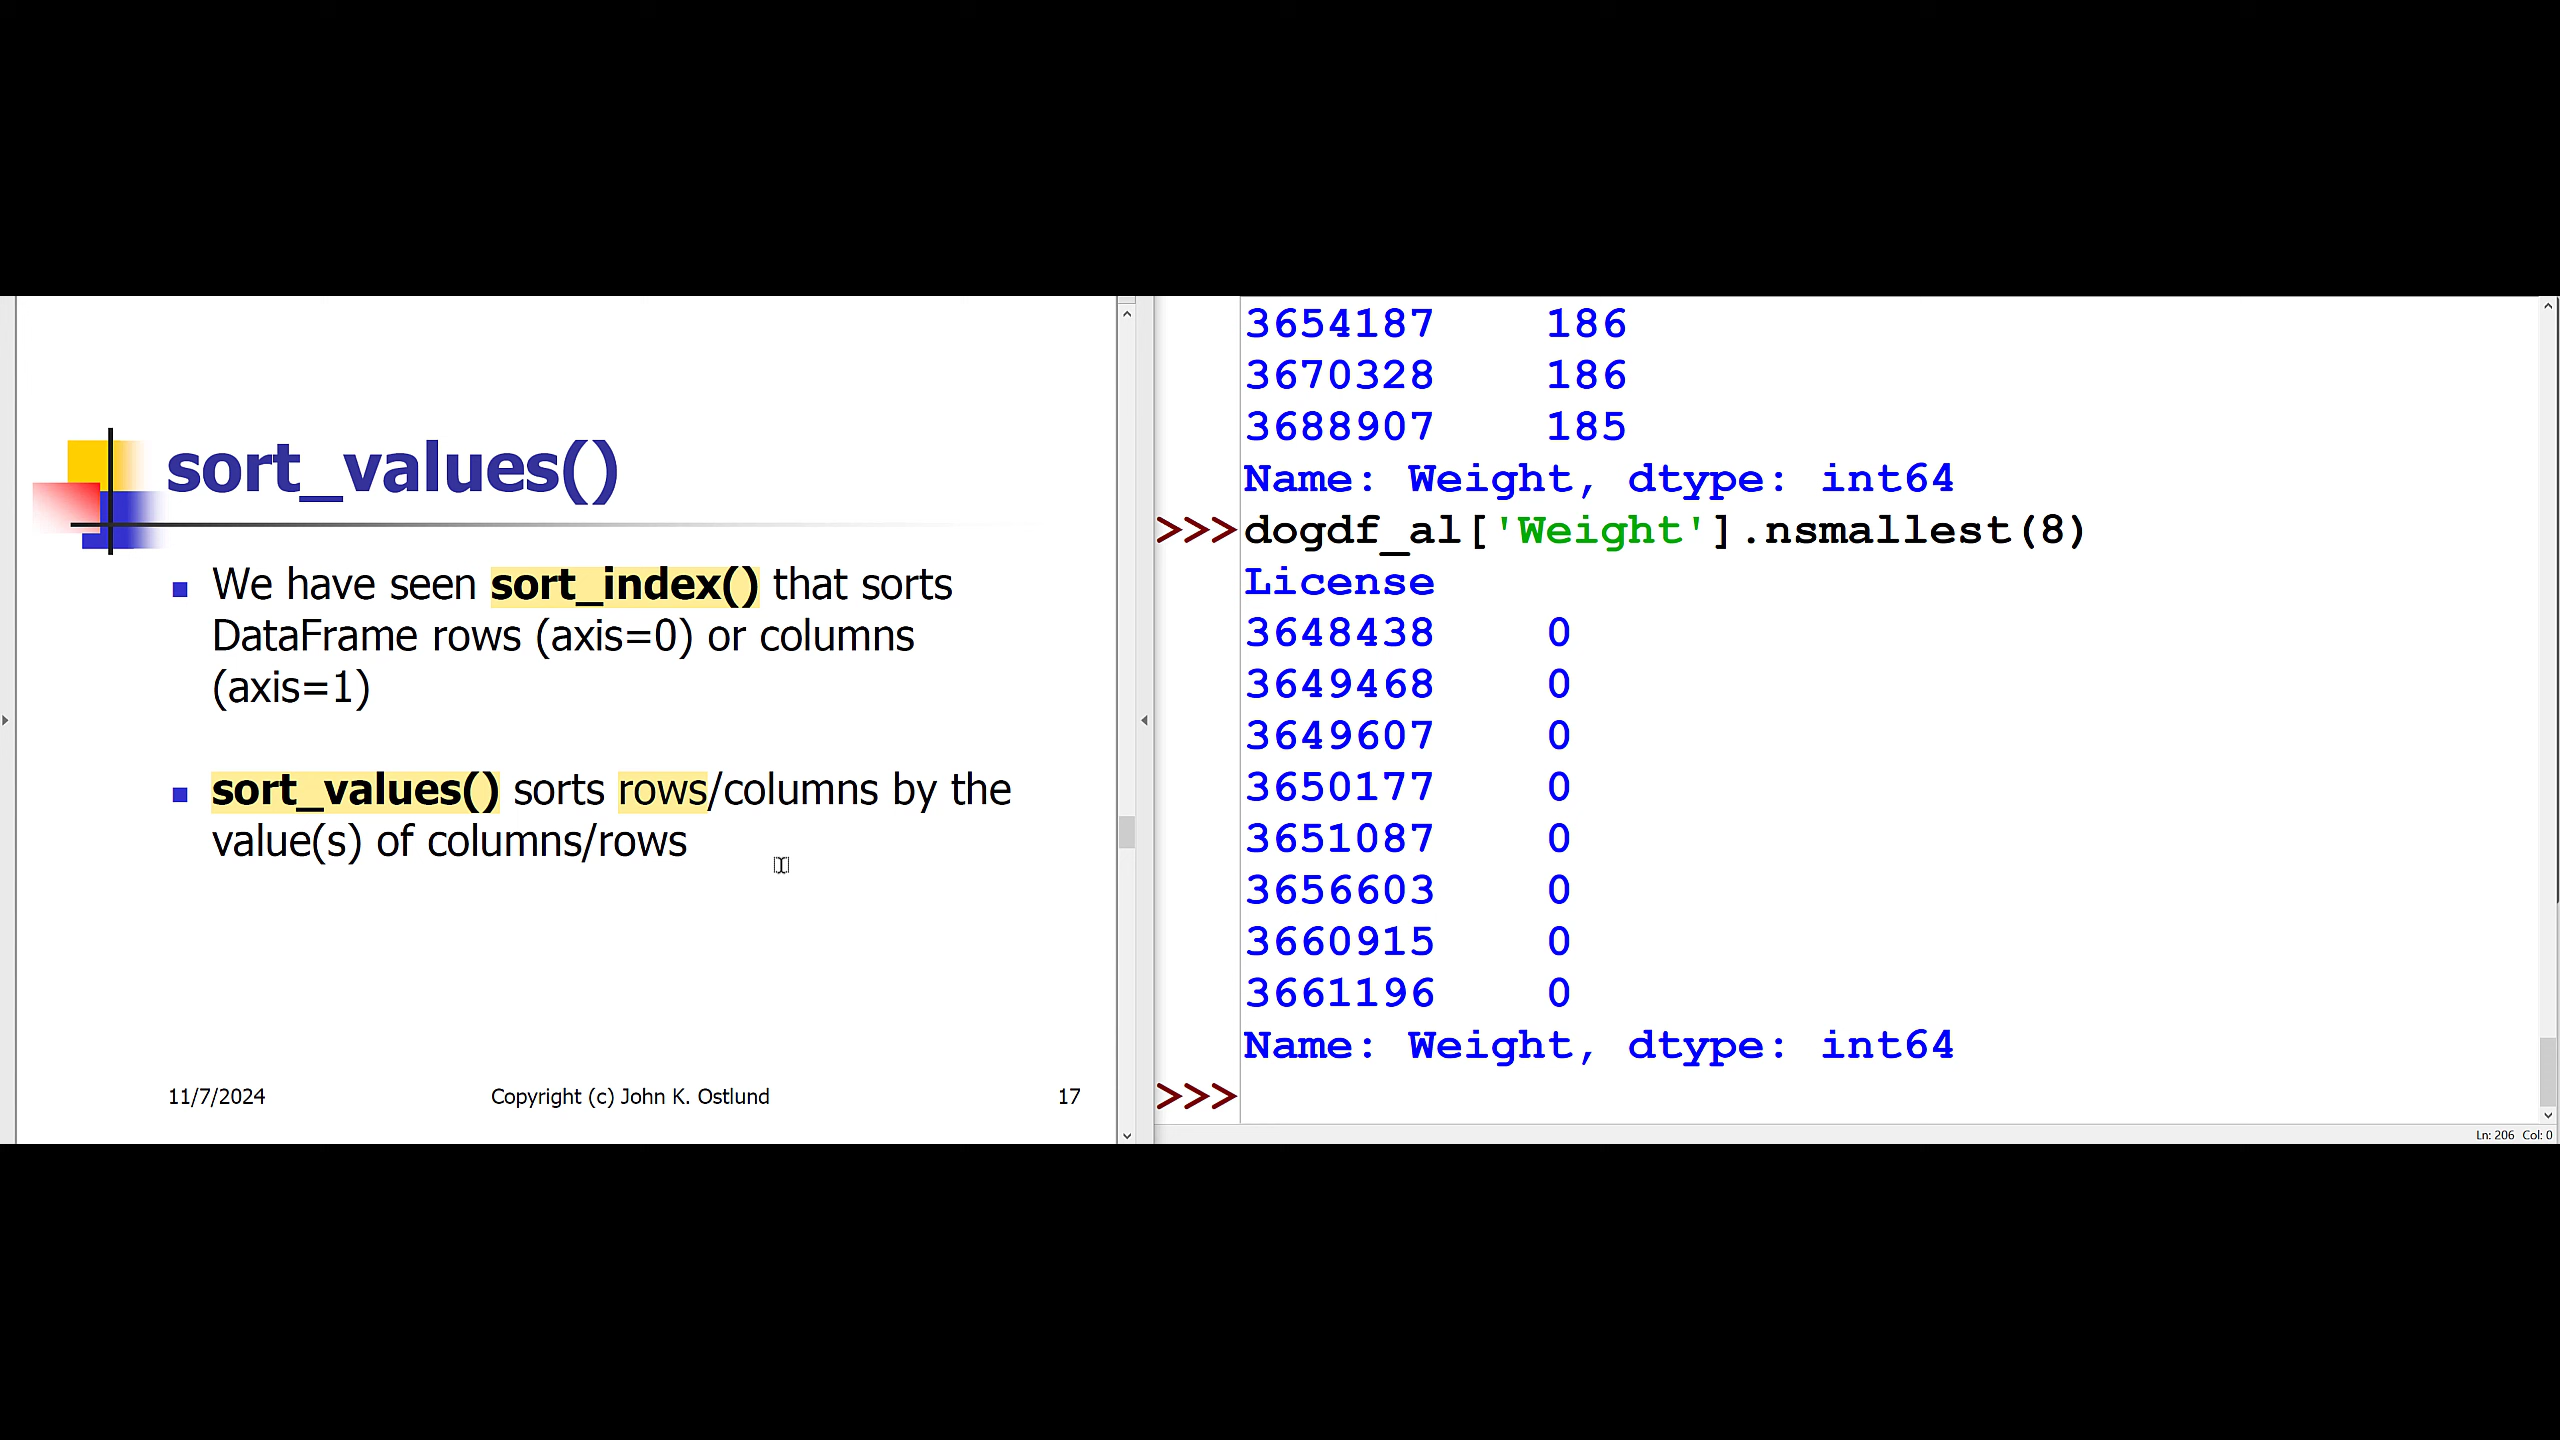 sort_values()
We have seen sort_index() that sorts
DataFrame rows (axis=0) or columns
(axis=1)
sort_values() sorts rows/columns by the
value(s) of columns/rows
11/7/2024
Copyright (c) John K. Ostlund
17
3654187 186
3670328 186
3688907 185
Name: Weight, dtype: int64
>>> dogdf_al['Weight'].nsmallest(8)
License
3648438 0
3649468 0
3649607 0
3650177 0
3651087 0
3656603 0
3660915 0
3661196 0
Name: Weight, dtype: int64
>>>
Ln: 206 Col: 0